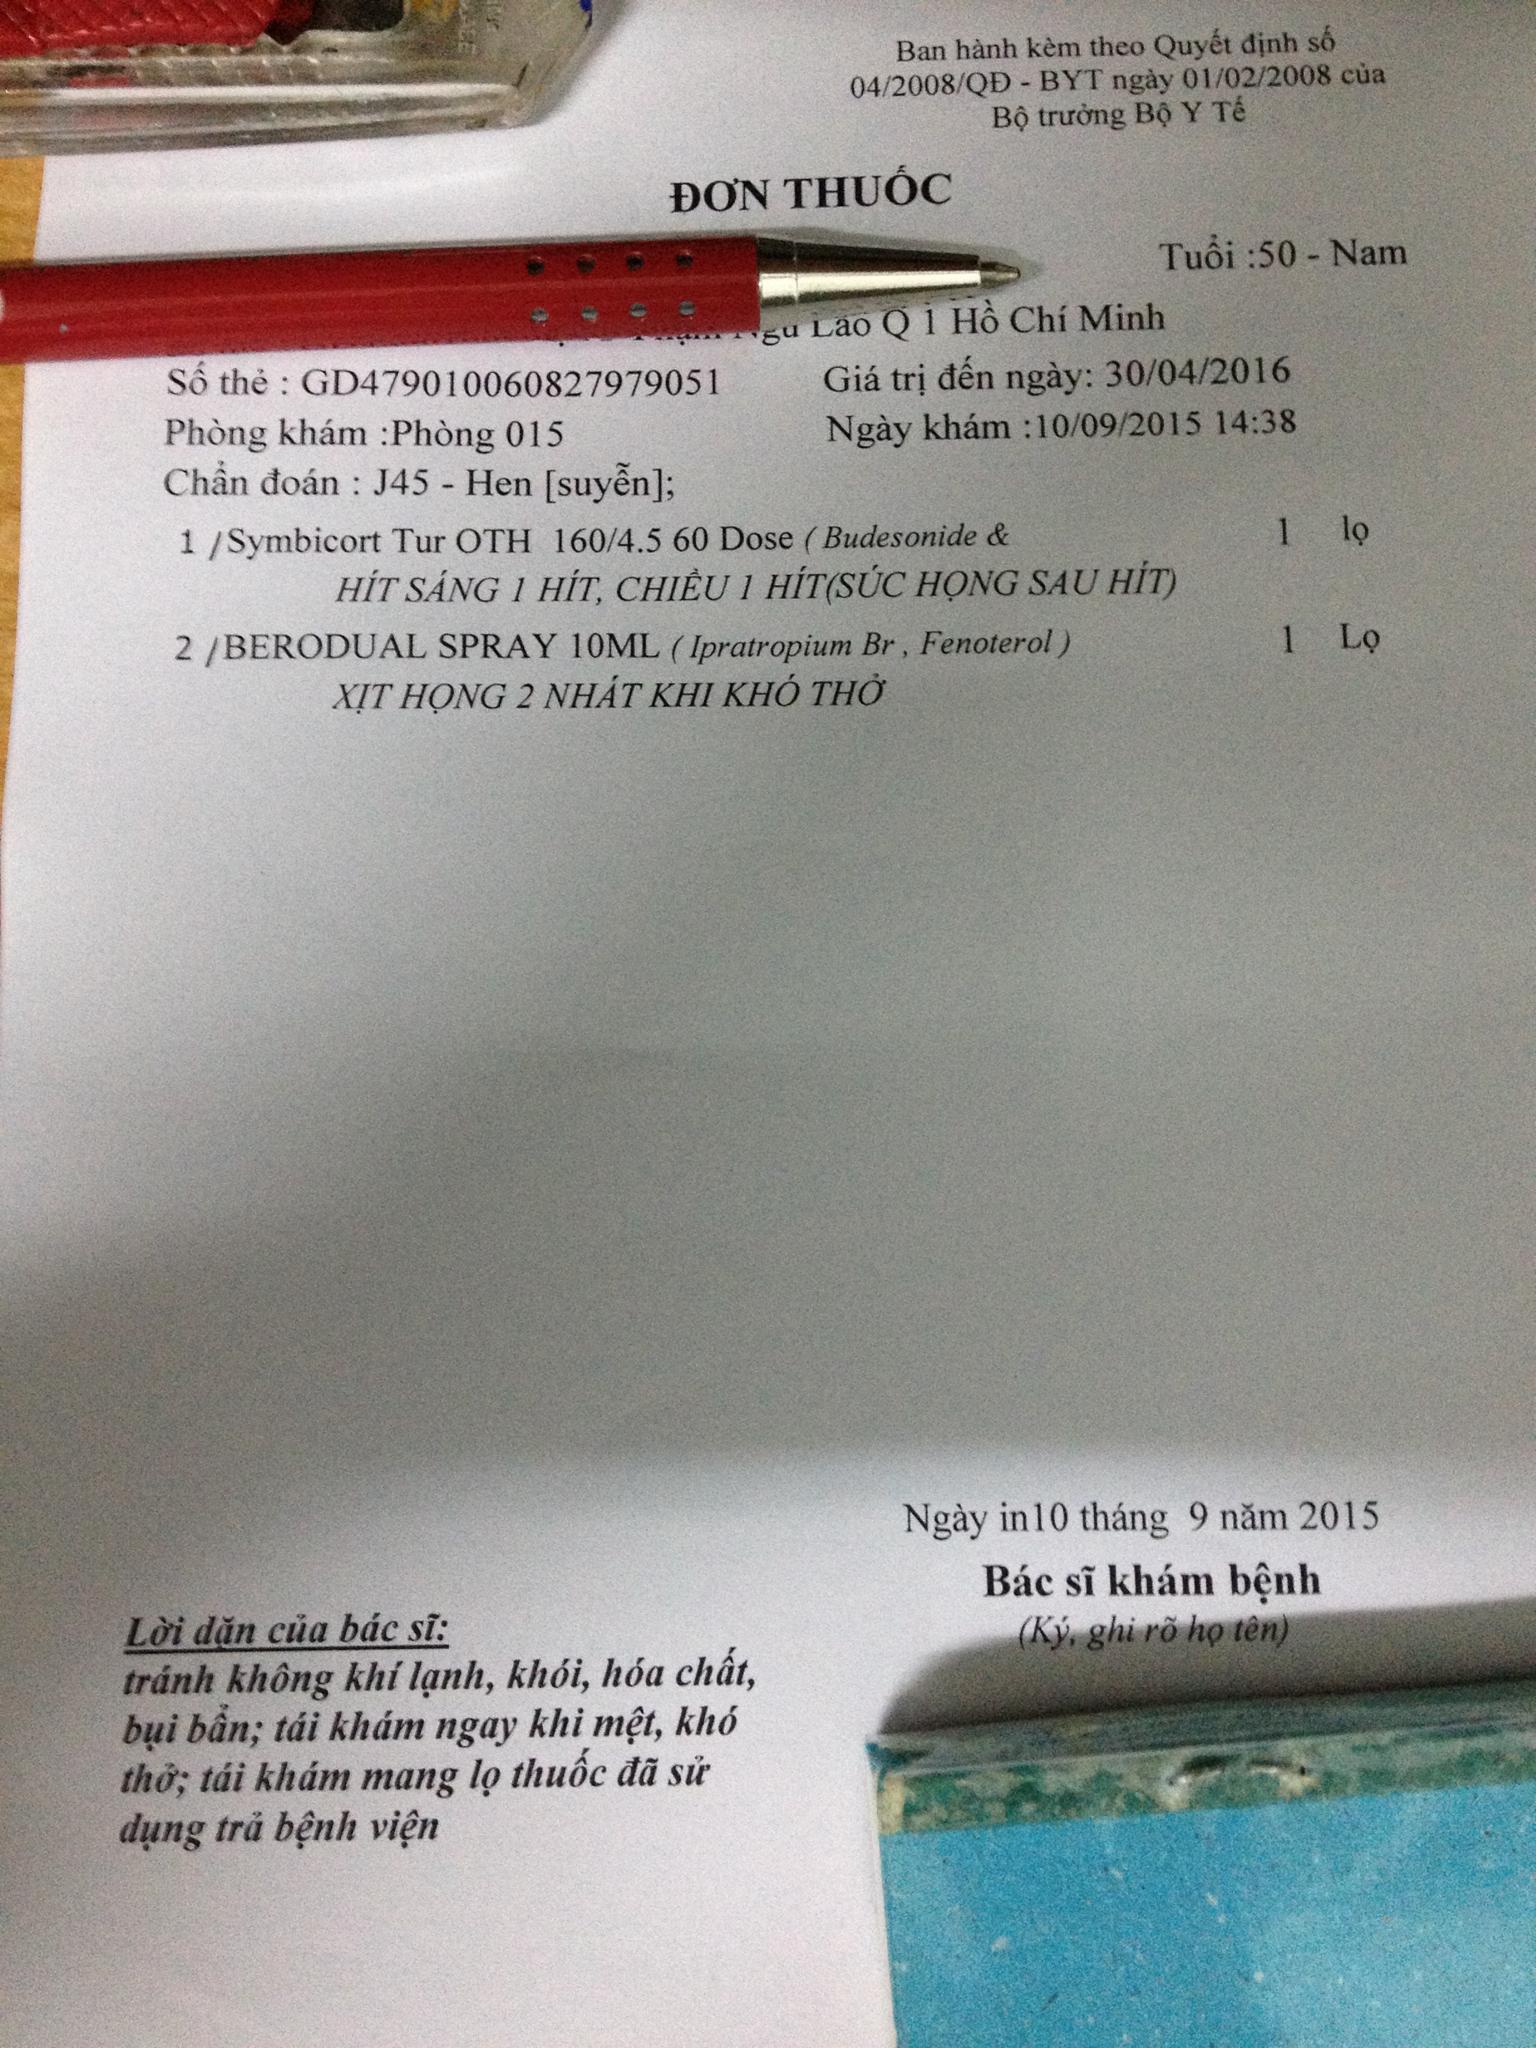 Ban hành kèm theo Quyết định số
04/2008/QĐ - BYT ngày 01/02/2008 của
Bộ trưởng Bộ Y Tế
ĐƠN THUỐC
Tuổi :50 - Nam
Ngũ Lão Q 1 Hồ Chí Minh
Số thẻ : GD479010060827979051 Giá trị đến ngày: 30/04/2016
Phòng khám :Phòng 015 Ngày khám :10/09/2015 14:38
Chẩn đoán : J45 - Hen [suyễn];
1 /Symbicort Tur OTH 160/4.5 60 Dose ( Budesonide & 1 lọ
HÍT SÁNG 1 HÍT, CHIỀU 1 HÍT(SÚC HỌNG SAU HÍT)
2 /BERODUAL SPRAY 10ML ( Ipratropium Br , Fenoterol ) 1 Lọ
XỊT HỌNG 2 NHÁT KHI KHÓ THỞ
Ngày in10 tháng 9 năm 2015
Bác sĩ khám bệnh
(Ký, ghi rõ họ tên)
Lời dặn của bác sĩ:
tránh không khí lạnh, khói, hóa chất,
bụi bẩn; tái khám ngay khi mệt, khó
thở; tái khám mang lọ thuốc đã sử
dụng trả bệnh viện